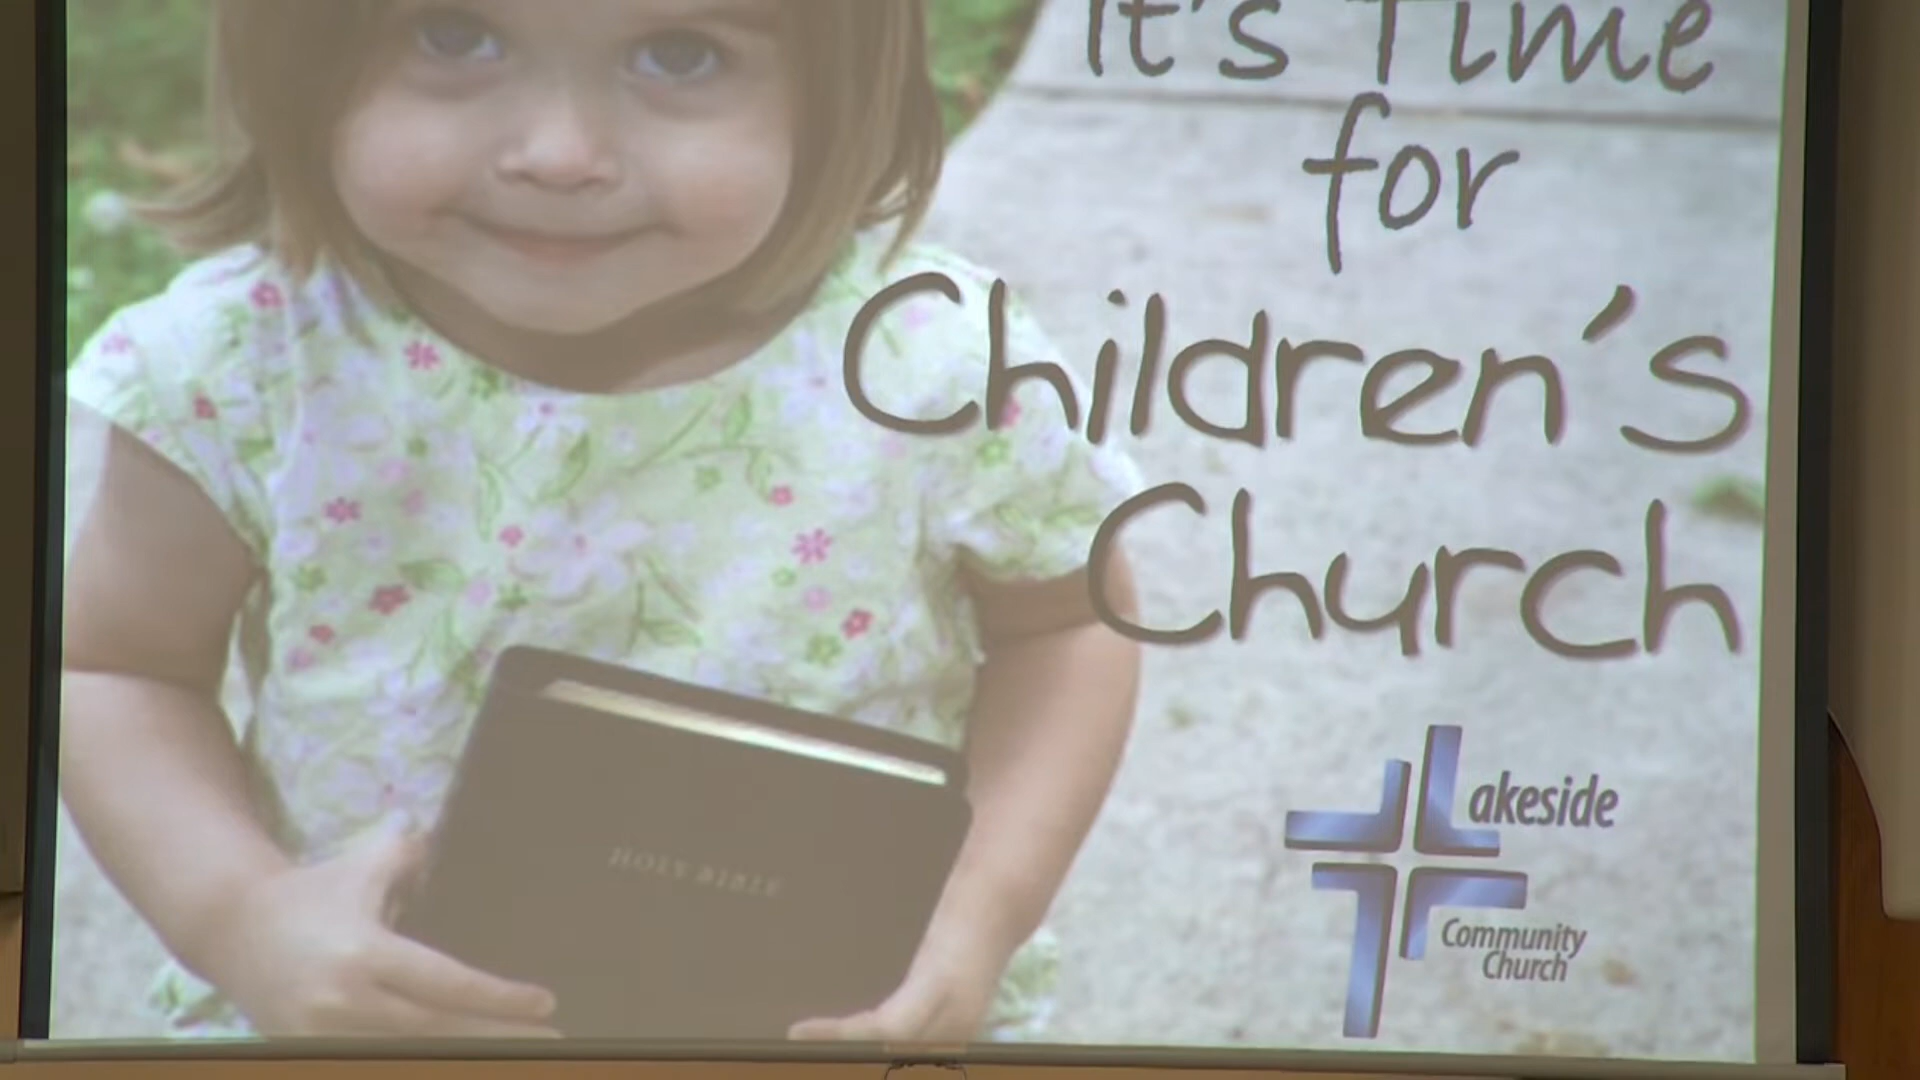 It's Time
for
Children's
Church
HOLY BIBLE
Lakeside
Community
Church